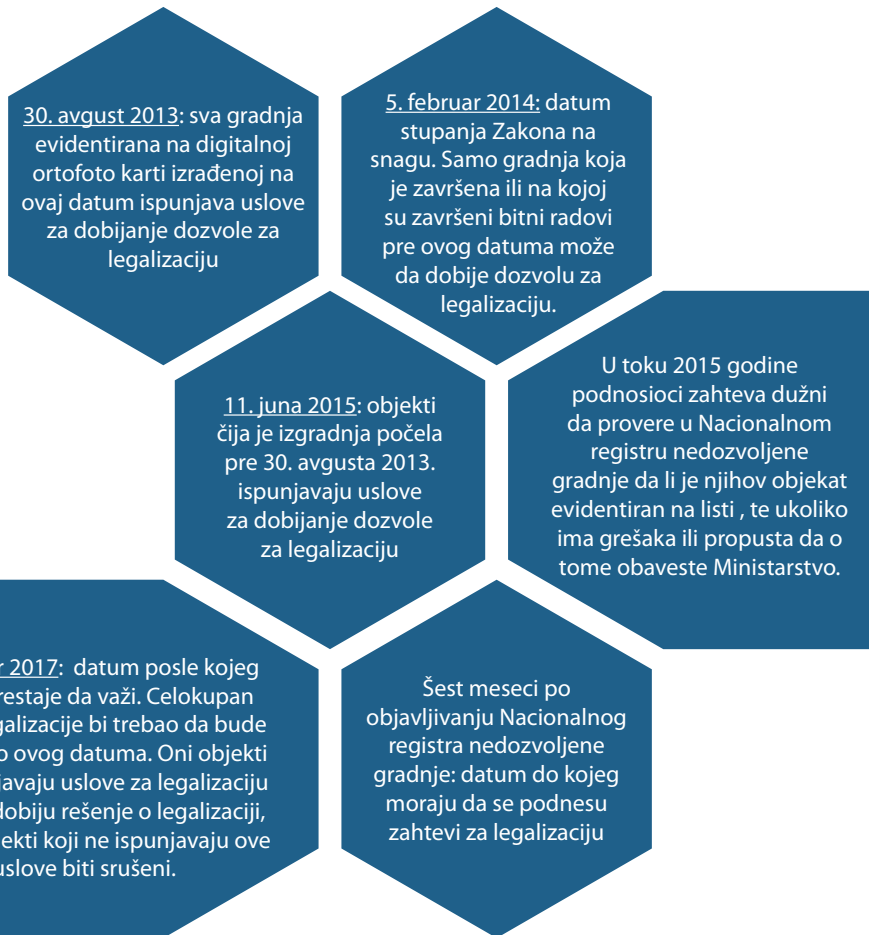 30. avgust 2013: sva gradnja
evidentirana na digitalnoj
ortofoto karti izrađenoj na
ovaj datum ispunjava uslove
za dobijanje dozvole za
legalizaciju
5. februar 2014: datum
stupanja Zakona na
snagu. Samo gradnja koja
je završena ili na kojoj
su završeni bitni radovi
pre ovog datuma može
da dobije dozvolu za
legalizaciju.
11. juna 2015: objekti
čija je izgradnja počela
pre 30. avgusta 2013.
ispunjavaju uslove
za dobijanje dozvole
za legalizaciju
U toku 2015 godine
podnosioci zahteva dužni
da provere u Nacionalnom
registru nedozvoljene
gradnje da li je njihov objekat
evidentiran na listi , te ukoliko
ima grešaka ili propusta da o
tome obaveste Ministarstvo.
2017: datum posle kojeg
da važi. Celokupan
bi trebao da bude
ovog datuma. Oni objekti
uslove za legalizaciju
dobiju rešenje o legalizaciji,
koji ne ispunjavaju ove
uslove biti srušeni.
Šest meseci po
objavljivanju Nacionalnog
registra nedozvoljene
gradnje: datum do kojeg
moraju da se podnesu
zahtevi za legalizaciju